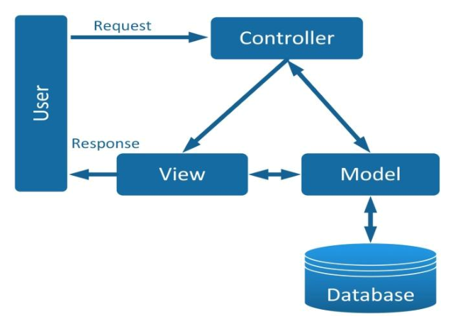 Request
Controller
User
Response
View
Model
Database